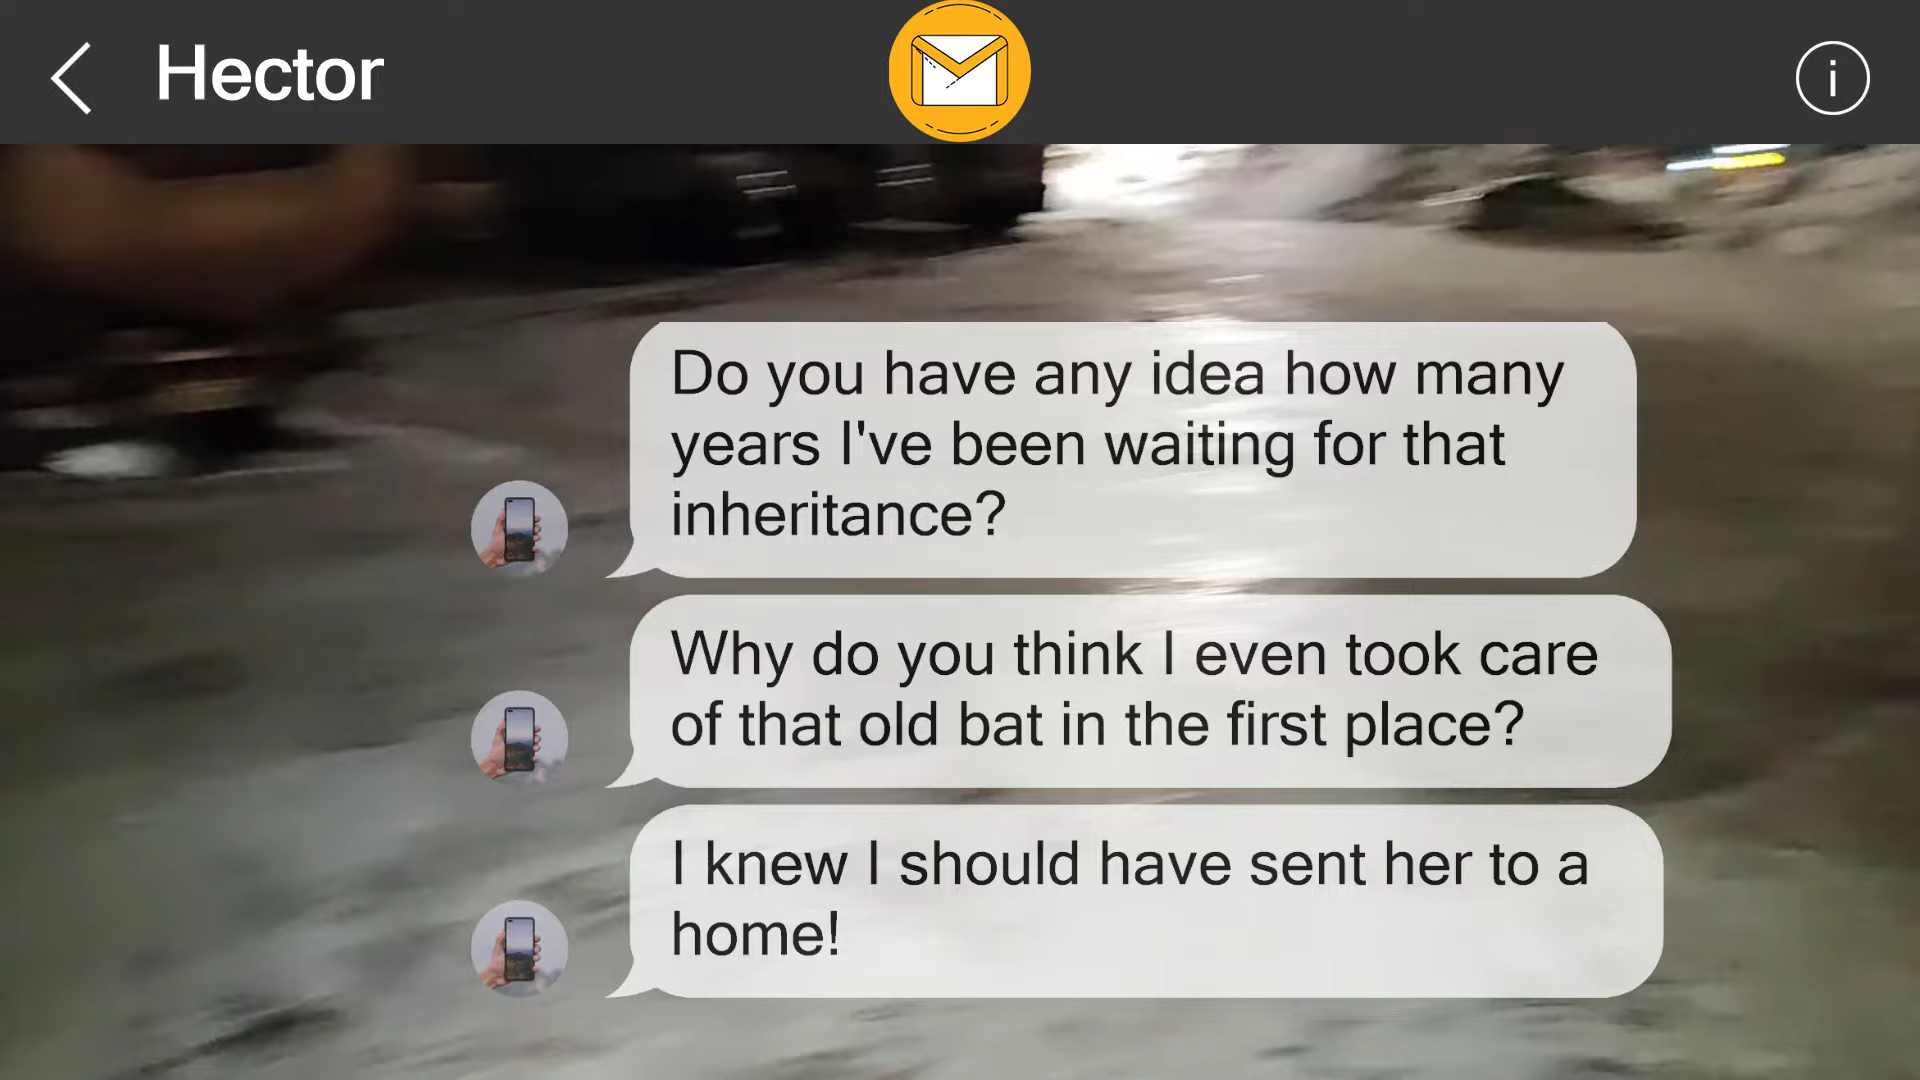 Hector
i
Do you have any idea how many
years I've been waiting for that
inheritance?
Why do you think I even took care
of that old bat in the first place?
I knew I should have sent her to a
home!